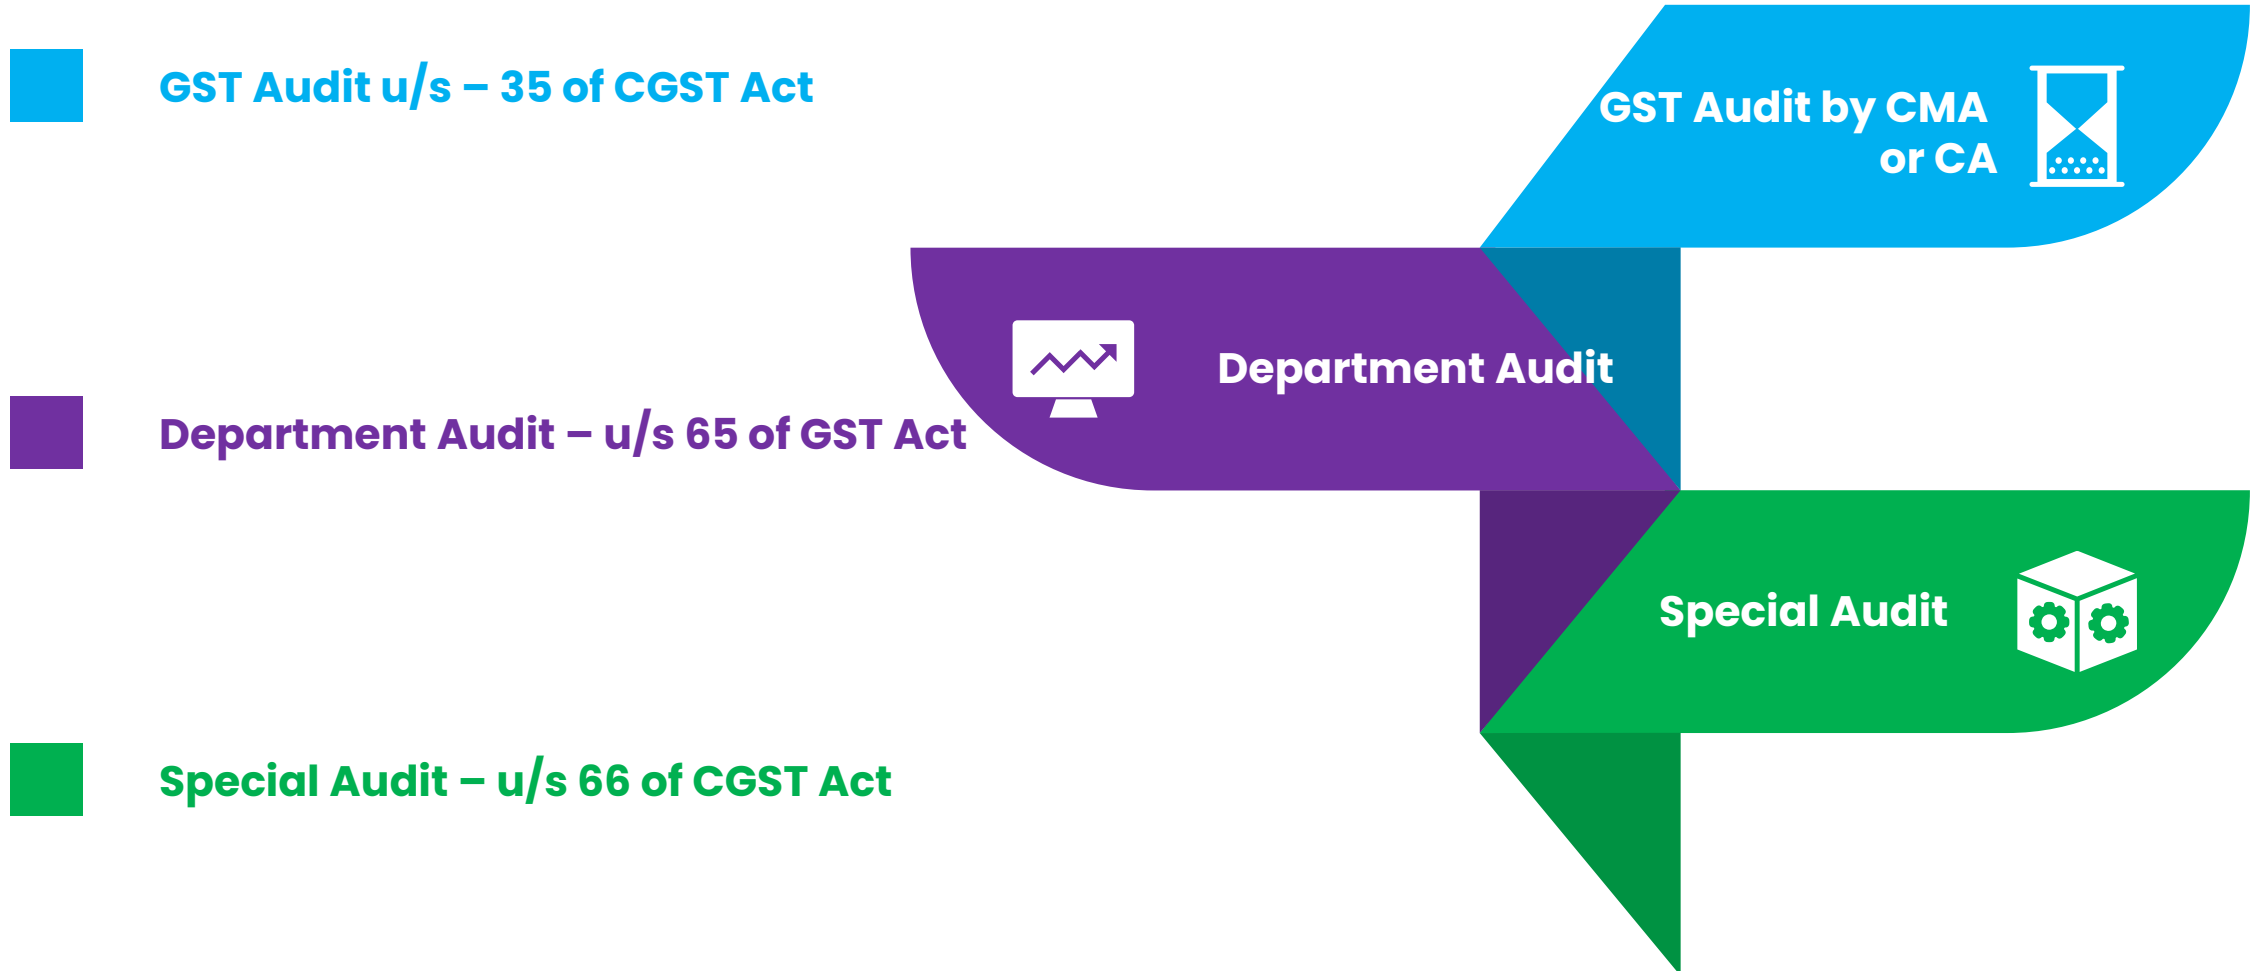 GST Audit u/s – 35 of CGST Act
GST Audit by CMA
or CA
Department Audit
Department Audit – u/s 65 of GST Act
Special Audit
Special Audit – u/s 66 of CGST Act